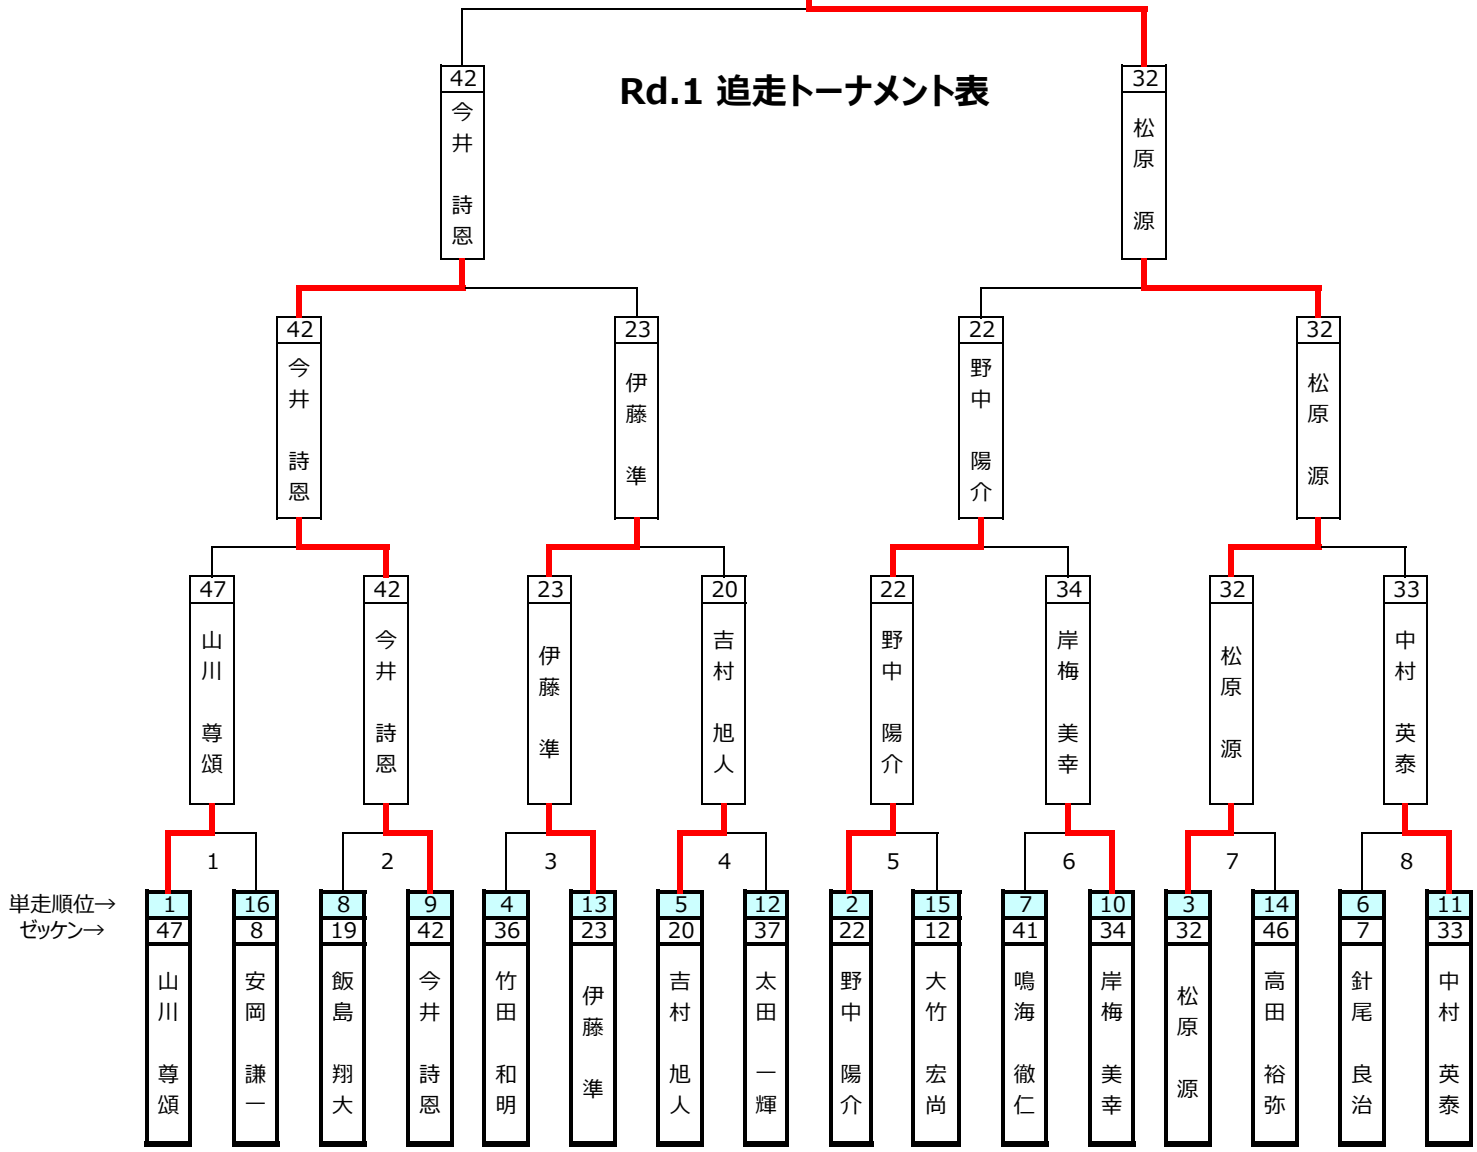 Rd.1 追走トーナメント表
42
今井 詩恩
32
松原 源
42
今井 詩恩
23
伊藤 準
22
野中 陽介
32
松原 源
47
山川 尊頌
42
今井 詩恩
23
伊藤 準
20
吉村 旭人
22
野中 陽介
34
岸梅 美幸
32
松原 源
33
中村 英泰
1 2 3 4 5 6 7 8
単走順位→ 1 16 8 9 4 13 5 12 2 15 7 10 3 14 6 11
ゼッケン→ 47 8 19 42 36 23 20 37 22 12 41 34 32 46 7 33
山川 尊頌
安岡 謙一
飯島 翔大
今井 詩恩
竹田 和明
伊藤 準
吉村 旭人
太田 一輝
野中 陽介
大竹 宏尚
鳴海 徹仁
岸梅 美幸
松原 源
高田 裕弥
針尾 良治
中村 英泰